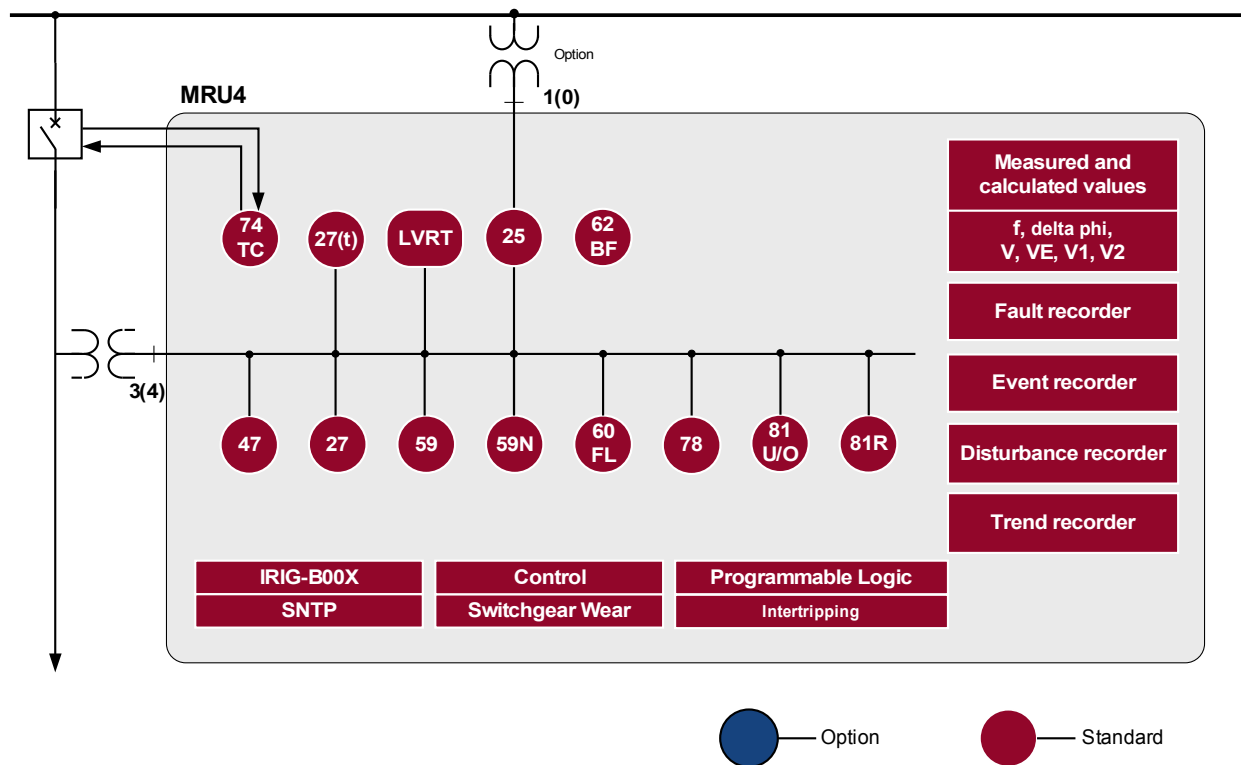 Option
1(0)
MRU4
74
TC
27(t)
LVRT
25
62
BF
Measured and
calculated values
f, delta phi,
V, VE, V1, V2
Fault recorder
3(4)
Event recorder
47
27
59
59N
60
FL
78
81
U/O
81R
Disturbance recorder
Trend recorder
IRIG-B00X
Control
Programmable Logic
SNTP
Switchgear Wear
Intertripping
Option
Standard